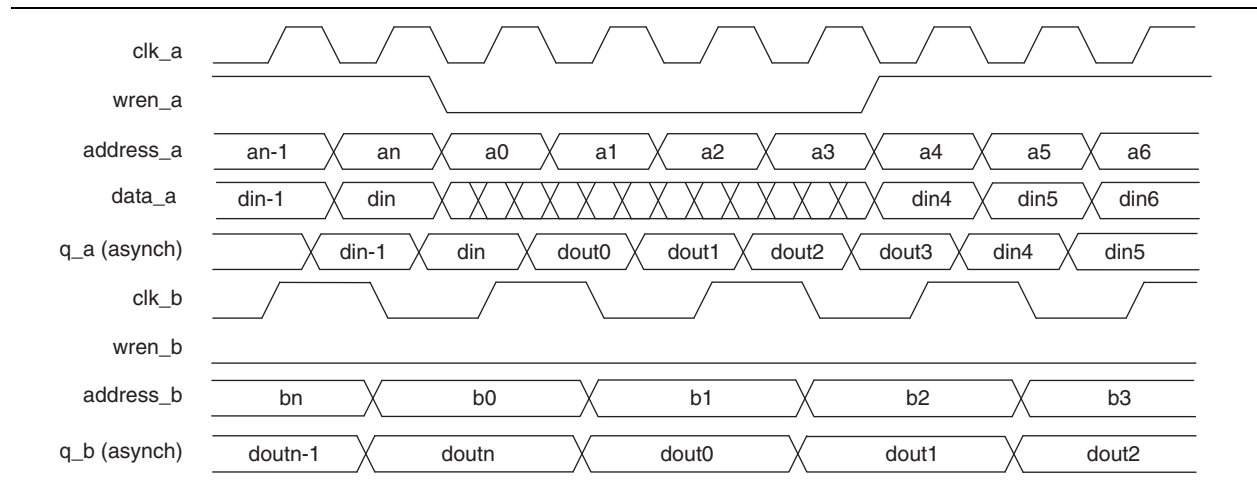 clk_a
wren_a
address_a an-1 an a0 a1 a2 a3 a4 a5 a6
data_a din-1 din din4 din5 din6
q_a (asynch) din-1 din dout0 dout1 dout2 dout3 din4 din5
clk_b
wren_b
address_b bn b0 b1 b2 b3
q_b (asynch) doutn-1 doutn dout0 dout1 dout2